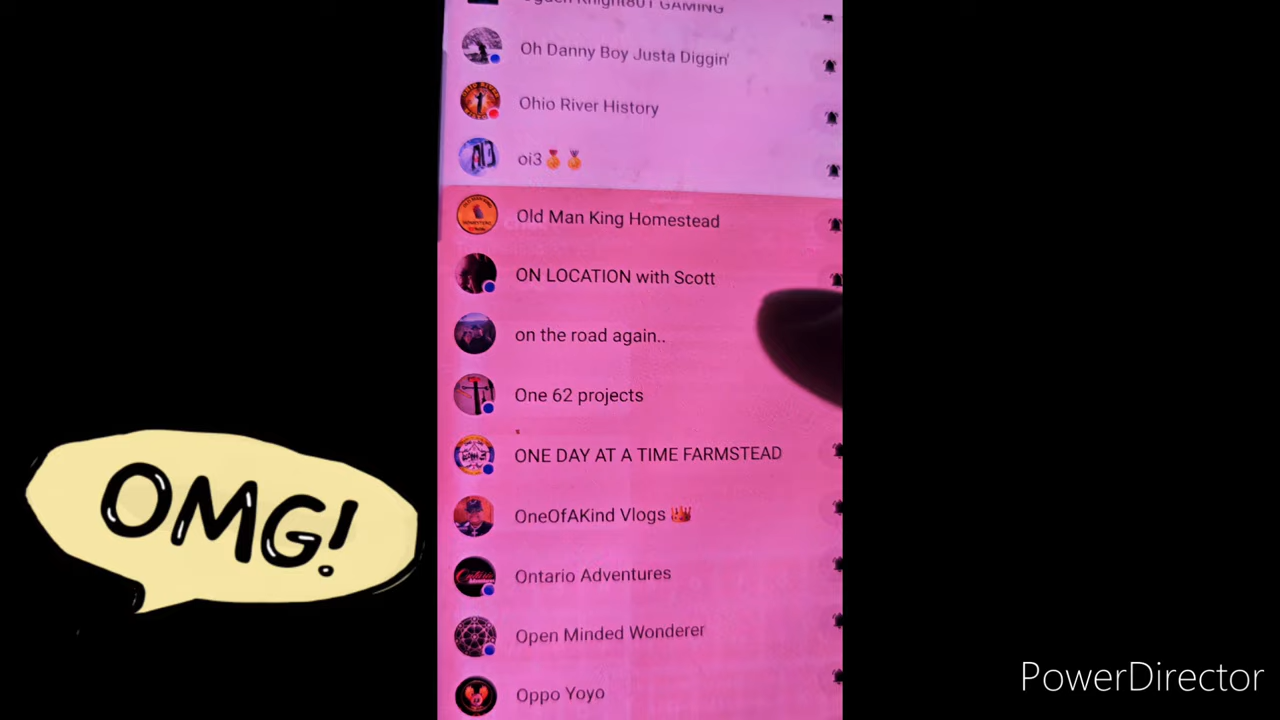 Oh Danny Boy Justa Diggin'
Ohio River History
oi3🏅🏅
Old Man King Homestead
ON LOCATION with Scott
on the road again..
One 62 projects
ONE DAY AT A TIME FARMSTEAD
OneOfAKind Vlogs 👑
Ontario Adventures
Open Minded Wonderer
Oppo Yoyo
OMG!
PowerDirector